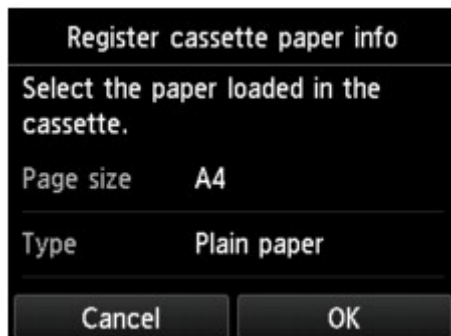 Register cassette paper info
Select the paper loaded in the
cassette.
Page size A4
Type Plain paper
Cancel OK